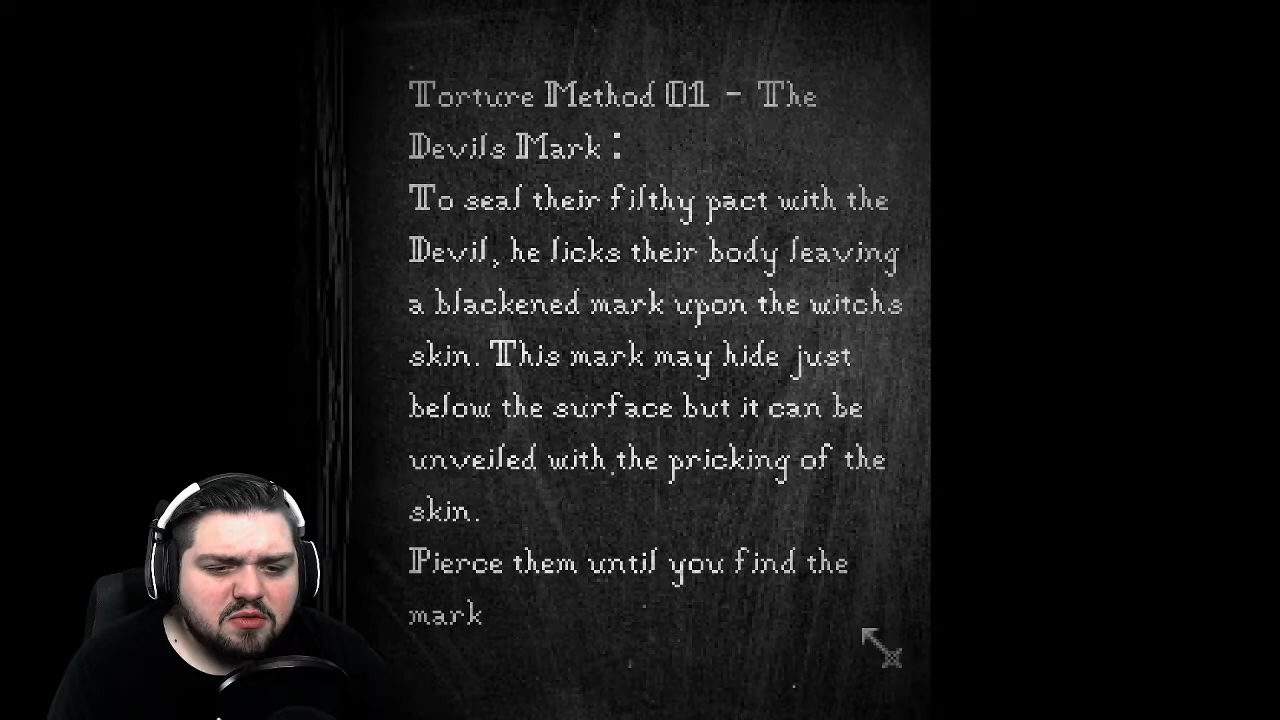 Torture Method 01 - The
Devils Mark :
To seal their filthy pact with the
Devil, he licks their body leaving
a blackened mark upon the witchs
skin. This mark may hide just
below the surface but it can be
unveiled with the pricking of the
skin.
Pierce them until you find the
mark